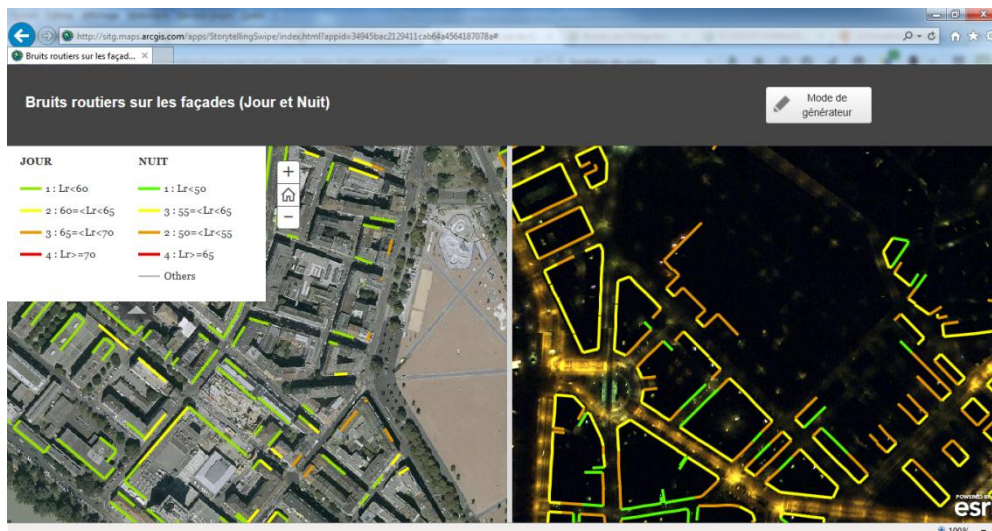 http://sitg.maps.arcgis.com/apps/StorytellingSwipe/index.html?appid=34945bac2129411cab64a4564187078a#
Bruits routiers sur les façad...
Bruits routiers sur les façades (Jour et Nuit)
Mode de
générateur
JOUR
1 : Lr<60
2 : 60=<Lr<65
3 : 65=<Lr<70
4 : Lr>=70
NUIT
1 : Lr<50
3 : 55=<Lr<65
2 : 50=<Lr<55
4 : Lr>=65
Others
POWERED BY
esri
100%